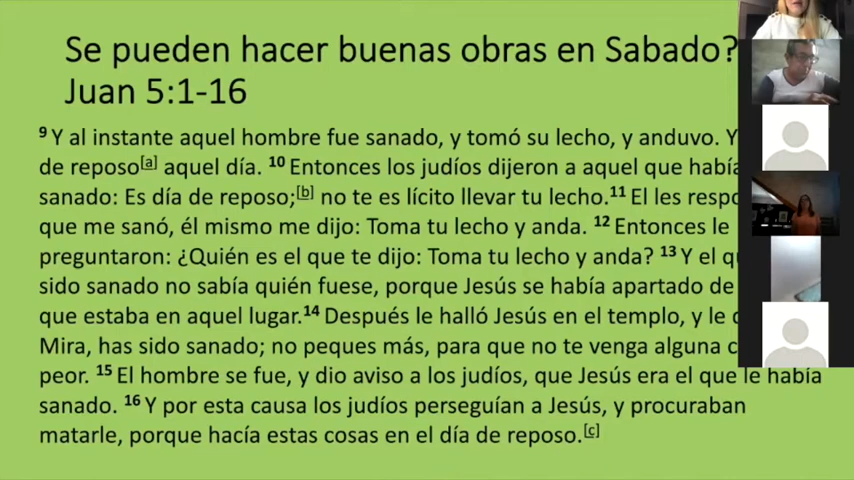 Se pueden hacer buenas obras en Sabado?
Juan 5:1-16
9 Y al instante aquel hombre fue sanado, y tomó su lecho, y anduvo. Y
de reposo[a] aquel día. 10 Entonces los judíos dijeron a aquel que había
sanado: Es día de reposo;[b] no te es lícito llevar tu lecho.11 El les
que me sanó, él mismo me dijo: Toma tu lecho y anda. 12 Entonces le
preguntaron: ¿Quién es el que te dijo: Toma tu lecho y anda? 13 Y el
sido sanado no sabía quién fuese, porque Jesús se había apartado de
que estaba en aquel lugar.14 Después le halló Jesús en el templo, y le
Mira, has sido sanado; no peques más, para que no te venga alguna
peor. 15 El hombre se fue, y dio aviso a los judíos, que Jesús era el que le había
sanado. 16 Y por esta causa los judíos perseguían a Jesús, y procuraban
matarle, porque hacía estas cosas en el día de reposo.[c]